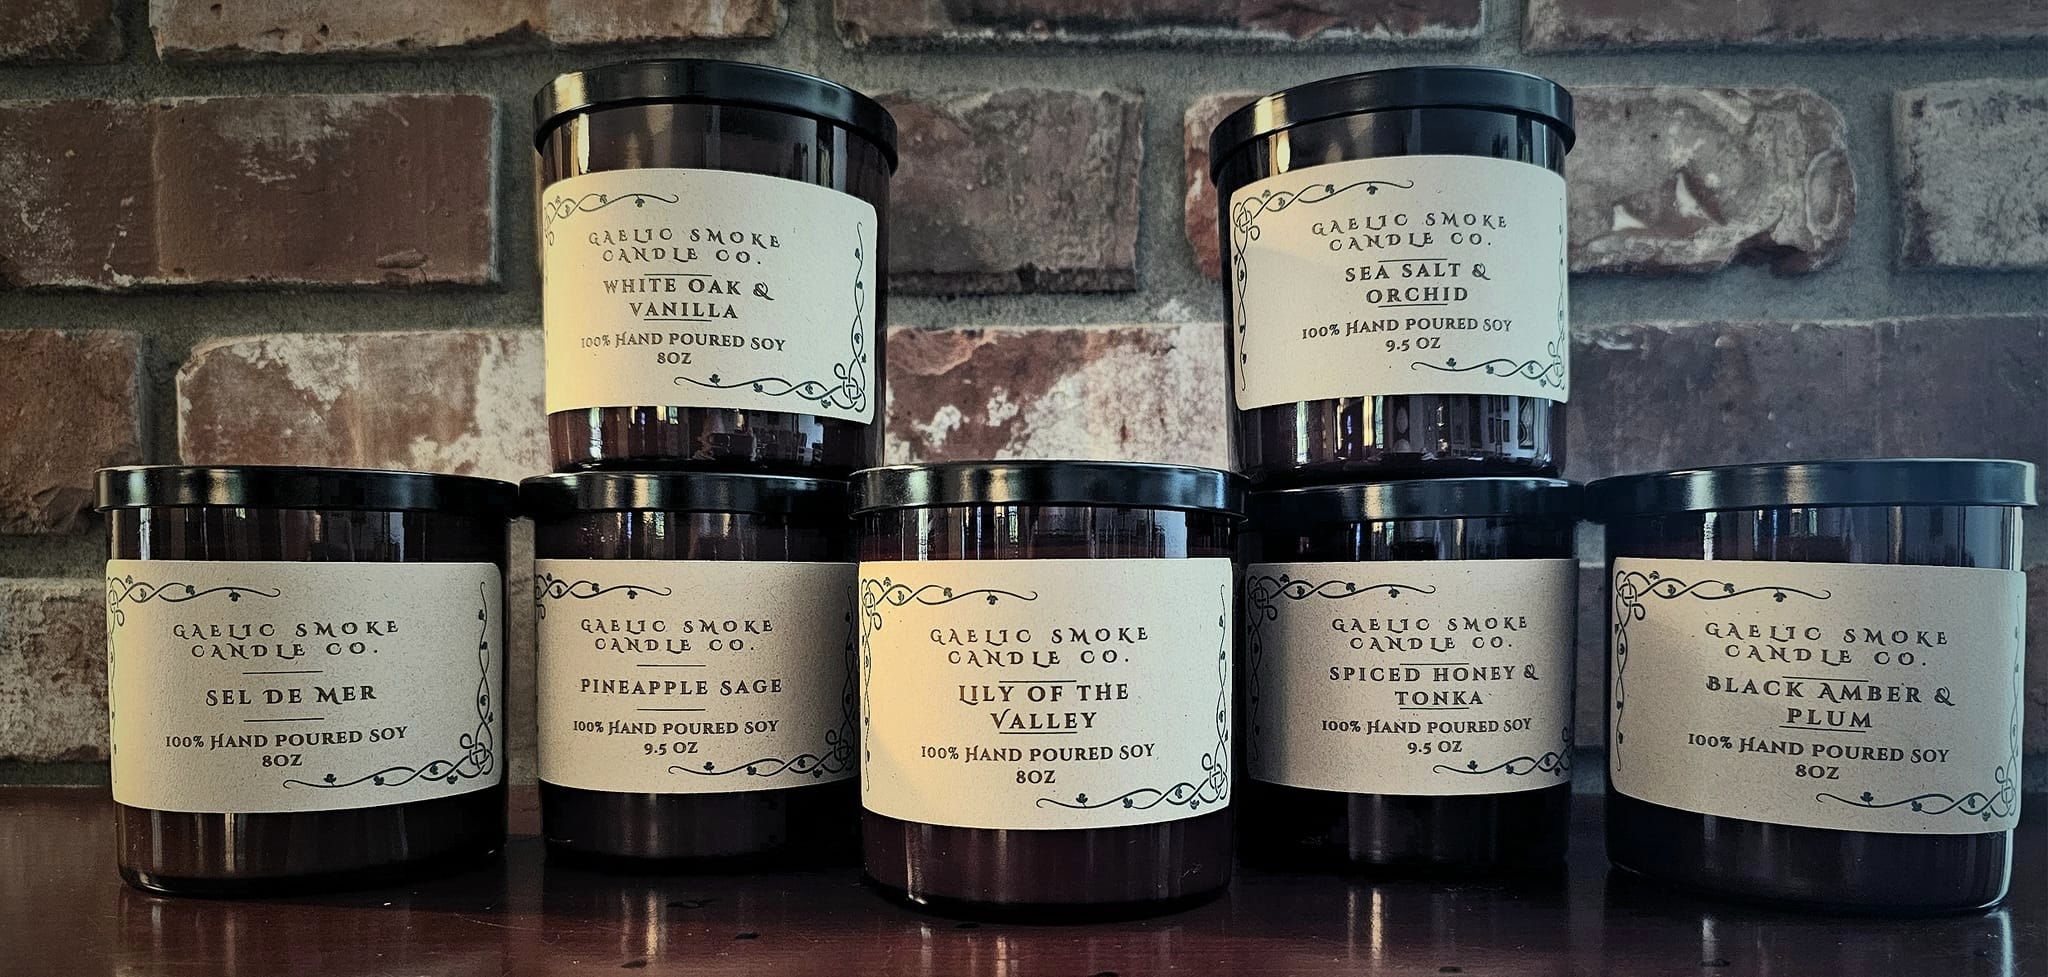 GAELIC SMOKE
CANDLE CO.
WHITE OAK &
VANILLA
100% HAND POURED SOY
8OZ
GAELIC SMOKE
CANDLE CO.
SEA SALT &
ORCHID
100% HAND POURED SOY
9.5 OZ
GAELIC SMOKE
CANDLE CO.
SEL DE MER
100% HAND POURED SOY
8OZ
GAELIC SMOKE
CANDLE CO.
PINEAPPLE SAGE
100% HAND POURED SOY
9.5 OZ
GAELIC SMOKE
CANDLE CO.
LILY OF THE
VALLEY
100% HAND POURED SOY
8OZ
GAELIC SMOKE
CANDLE CO.
SPICED HONEY &
TONKA
100% HAND POURED SOY
9.5 OZ
GAELIC SMOKE
CANDLE CO.
BLACK AMBER &
PLUM
100% HAND POURED SOY
8OZ